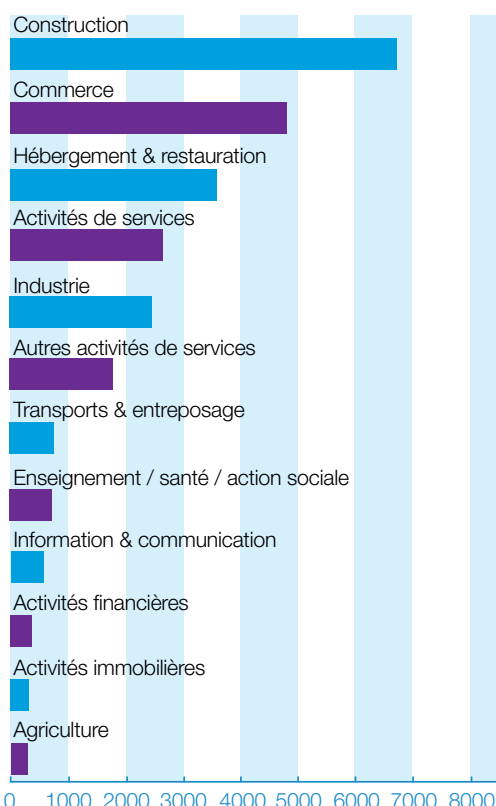 Construction
Commerce
Hébergement & restauration
Activités de services
Industrie
Autres activités de services
Transports & entreposage
Enseignement / santé / action sociale
Information & communication
Activités financières
Activités immobilières
Agriculture
0 1000 2000 3000 4000 5000 6000 7000 8000